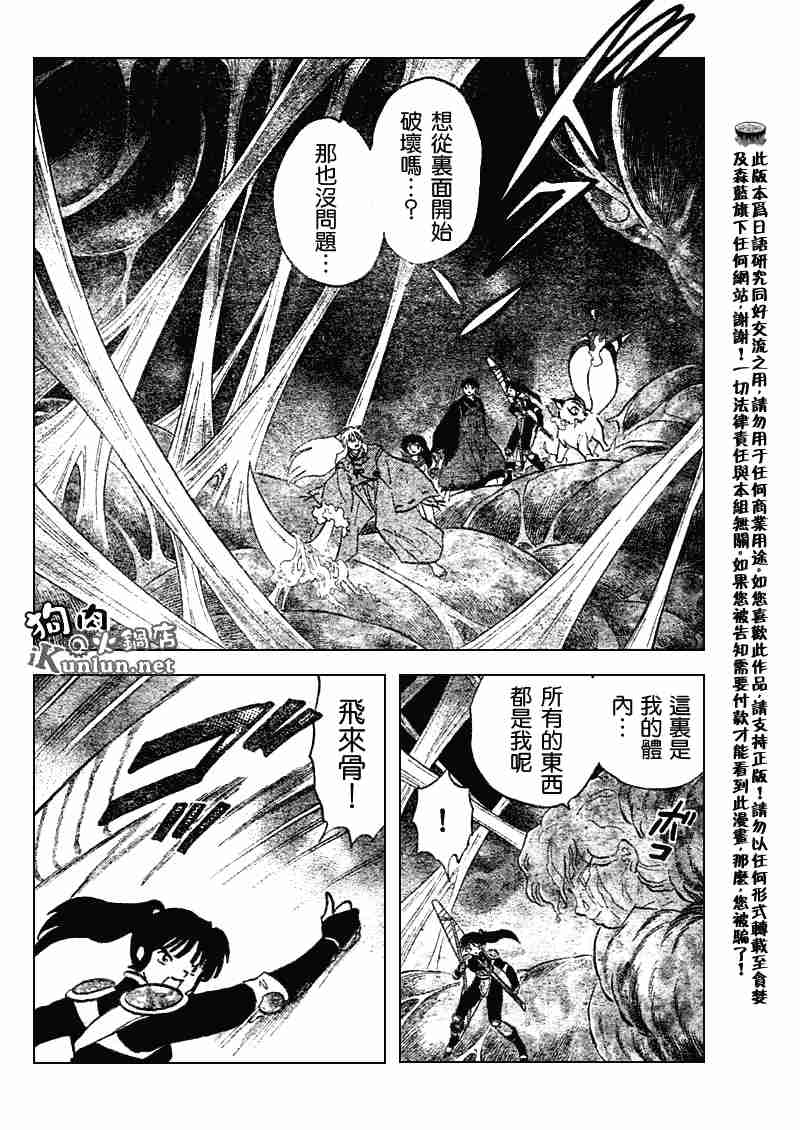 想從裏面開始
破壞嗎…?
那也沒問題…
這裏是
我的體
內…
所有的東西
都是我呢
ガボ
!
飛來骨!
此版本爲日語研究同好交流之用,請勿用于任何商業用途。如您喜歡此作品,請支持正版!請勿以任何形式轉載至貪婪
及森藍旗下任何網站,謝謝!一切法律責任與本組無關。如果您被告知需要付款才能看到此漫畫,那麼,您被騙了!
狗肉
火鍋店
iKunlun.net